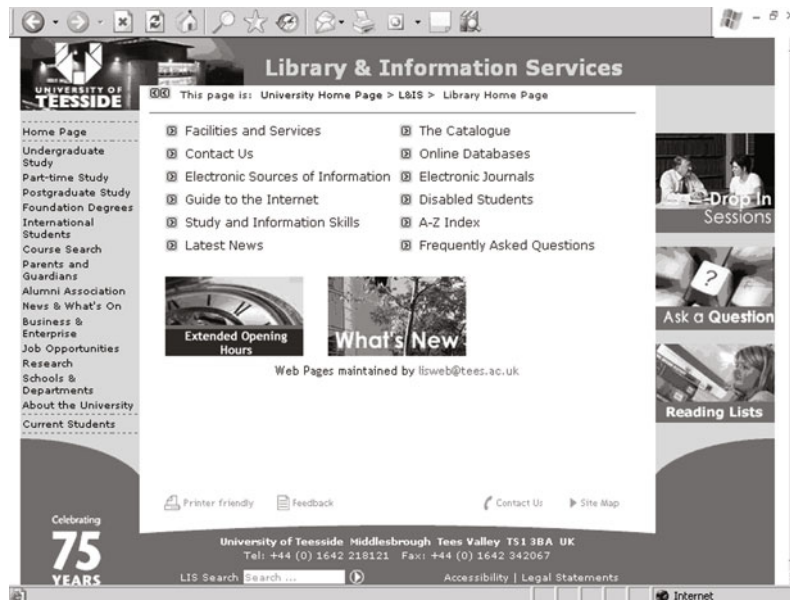 Library & Information Services
UNIVERSITY OF
TEESSIDE
This page is: University Home Page > L&IS > Library Home Page
Home Page
Undergraduate
Study
Part-time Study
Postgraduate Study
Foundation Degrees
International
Students
Course Search
Parents and
Guardians
Alumni Association
News & What's On
Business &
Enterprise
Job Opportunities
Research
Schools &
Departments
About the University
Current Students
Facilities and Services
Contact Us
Electronic Sources of Information
Guide to the Internet
Study and Information Skills
Latest News
The Catalogue
Online Databases
Electronic Journals
Disabled Students
A-Z Index
Frequently Asked Questions
Extended Opening
Hours
What's New
Web Pages maintained by lisweb@tees.ac.uk
Drop In
Sessions
?
Ask a Question
Reading Lists
Printer friendly
Feedback
Contact Us
Site Map
Celebrating
75
YEARS
University of Teesside Middlesbrough Tees Valley TS1 3BA UK
Tel: +44 (0) 1642 218121 Fax: +44 (0) 1642 342067
LIS Search Search ...
Accessibility | Legal Statements
Internet